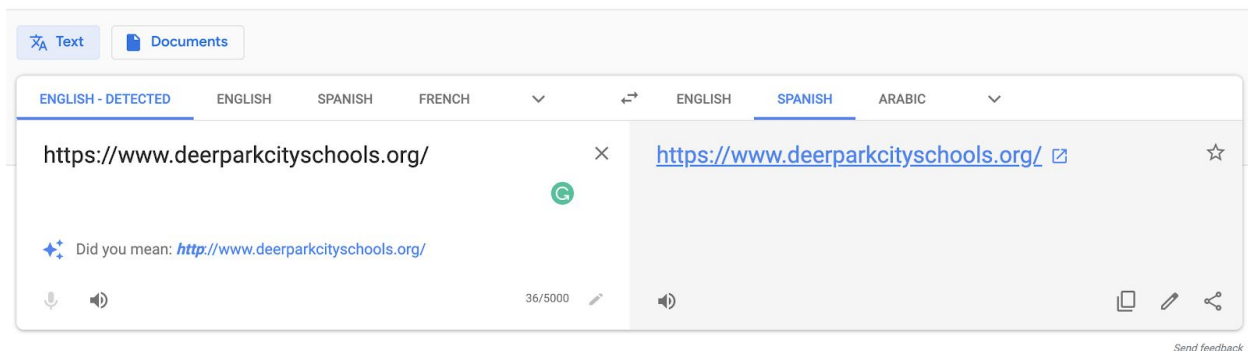 Text
Documents
ENGLISH - DETECTED ENGLISH SPANISH FRENCH
ENGLISH SPANISH ARABIC
https://www.deerparkcityschools.org/
https://www.deerparkcityschools.org/
Did you mean: http://www.deerparkcityschools.org/
36/5000
Send feedback